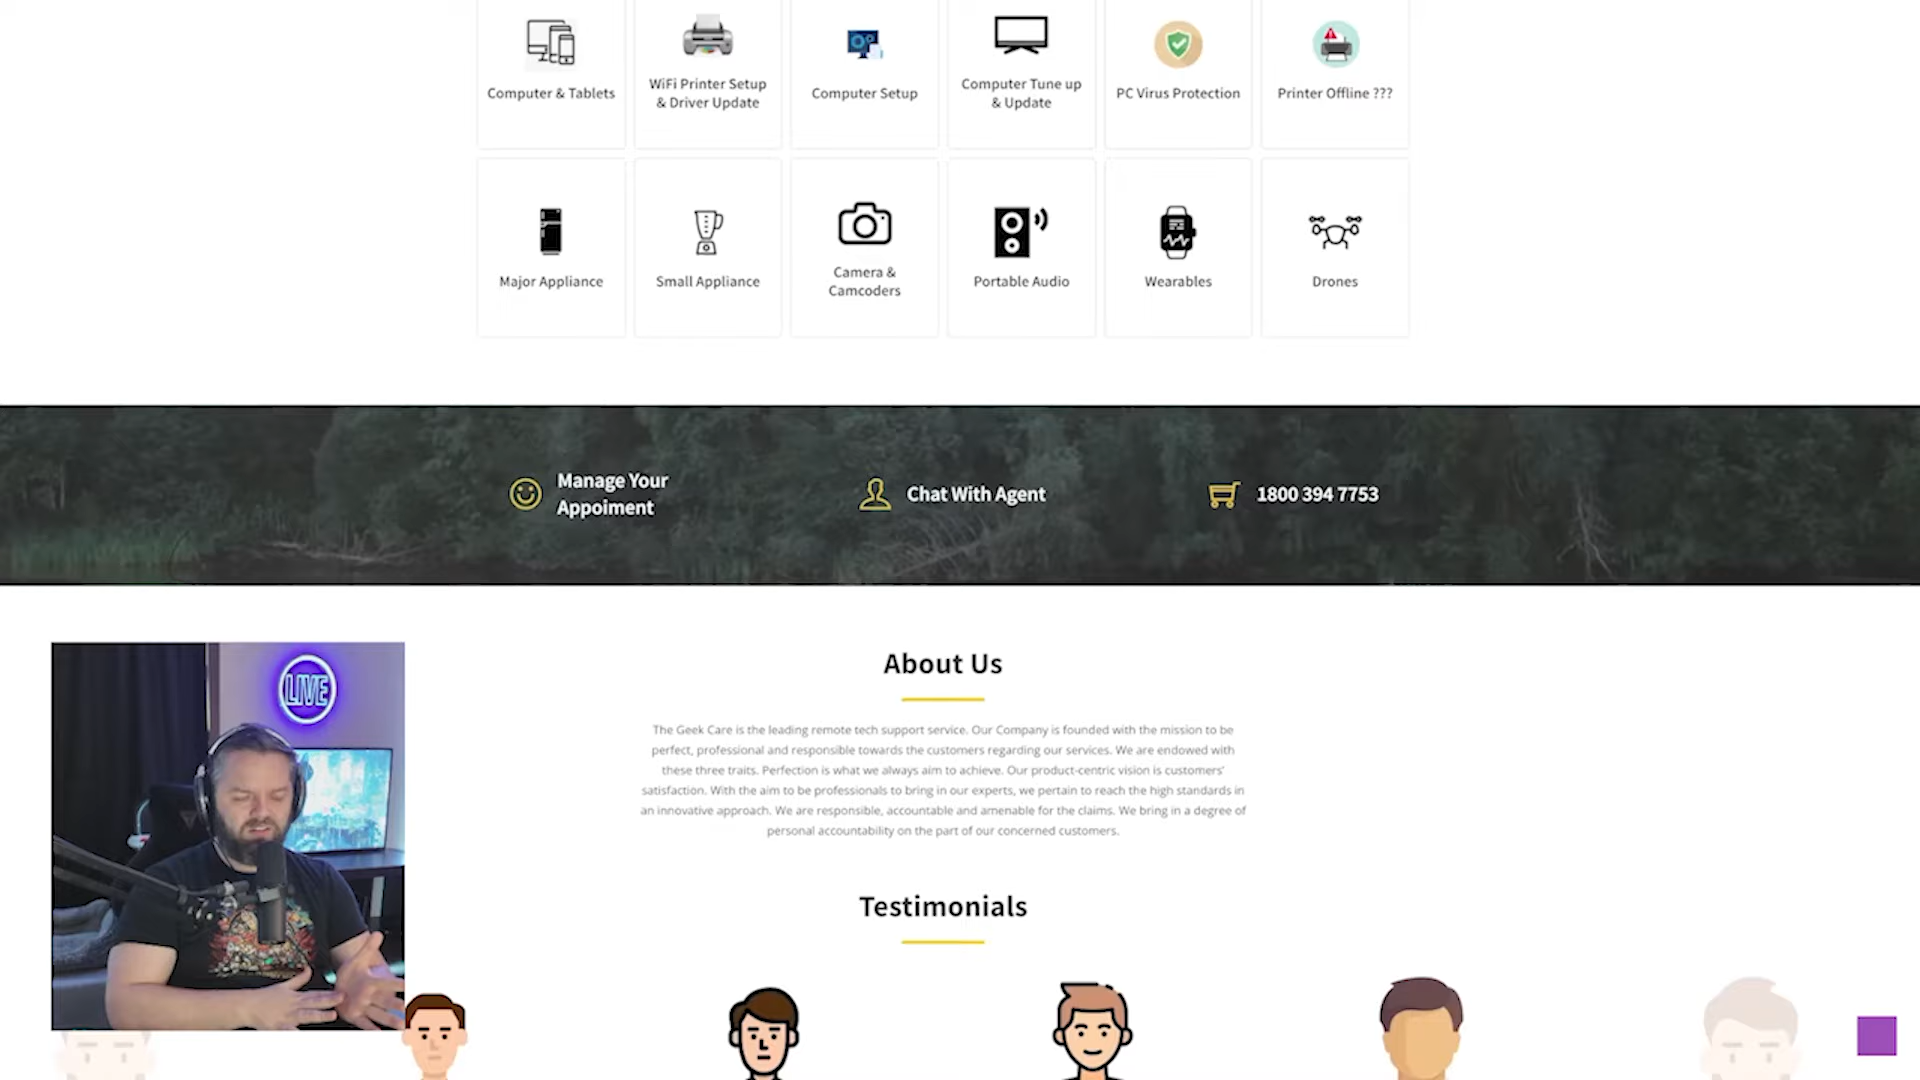 Computer & Tablets
WiFi Printer Setup
& Driver Update
Computer Setup
Computer Tune up
& Update
PC Virus Protection
Printer Offline ???
Major Appliance
Small Appliance
Camera &
Camcoders
Portable Audio
Wearables
Drones
Manage Your
Appoiment
Chat With Agent
1800 394 7753
LIVE
About Us
The Geek Care is the leading remote tech support service. Our Company is founded with the mission to be
perfect, professional and responsible towards the customers regarding our services. We are endowed with
these three traits. Perfection is what we always aim to achieve. Our product-centric vision is customers'
satisfaction. With the aim to be professionals to bring in our experts, we pertain to reach the high standards in
an innovative approach. We are responsible, accountable and amenable for the claims. We bring in a degree of
personal accountability on the part of our concerned customers.
Testimonials